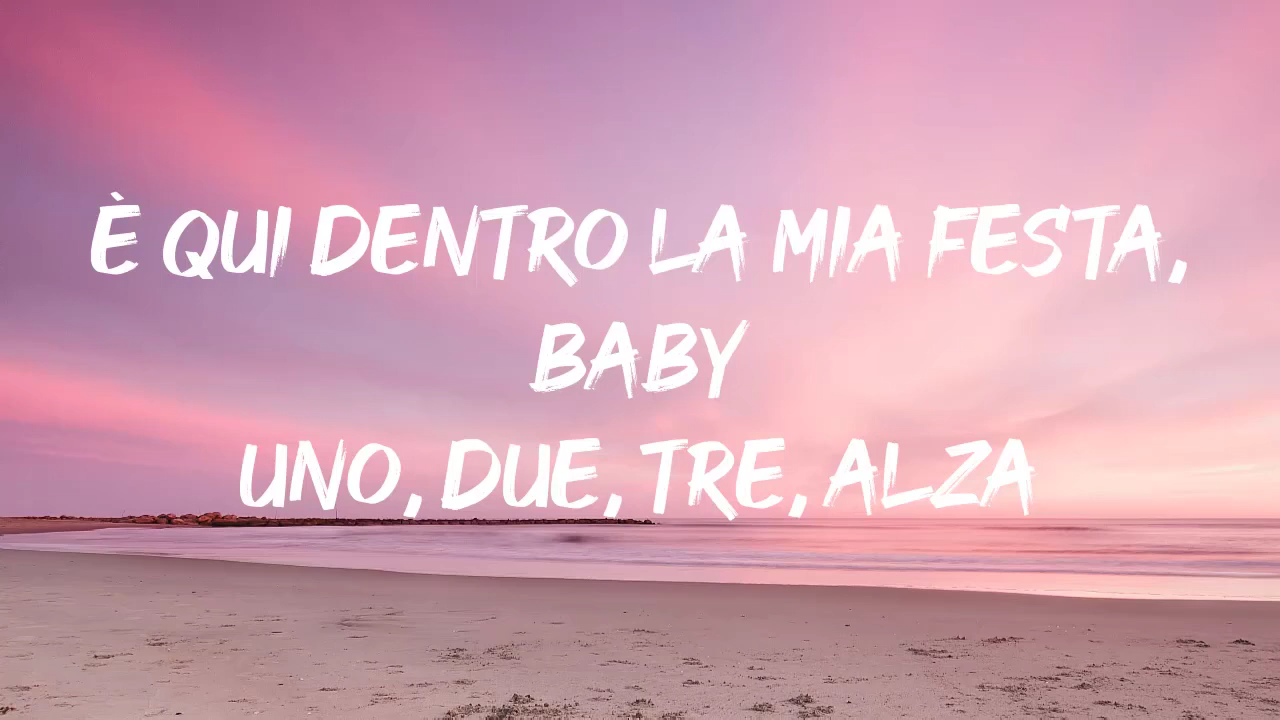 È QUI DENTRO LA MIA FESTA,
BABY
UNO, DUE, TRE, ALZA